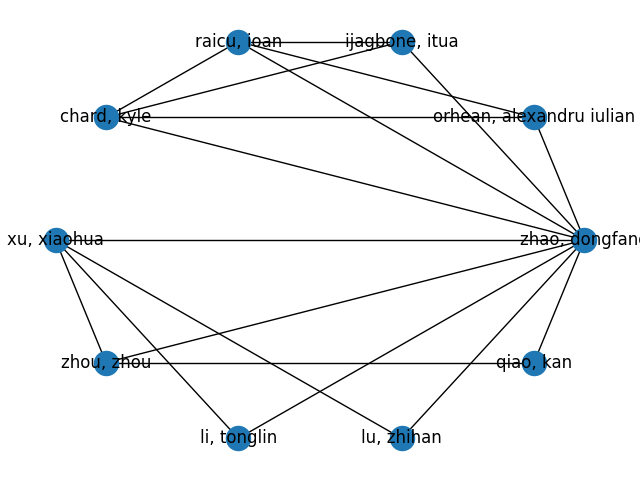 raicu, ioan
ijagbone, itua
chard, kyle
orhean, alexandru iulian
xu, xiaohua
zhao, dongfang
zhou, zhou
qiao, kan
li, tonglin
lu, zhihan